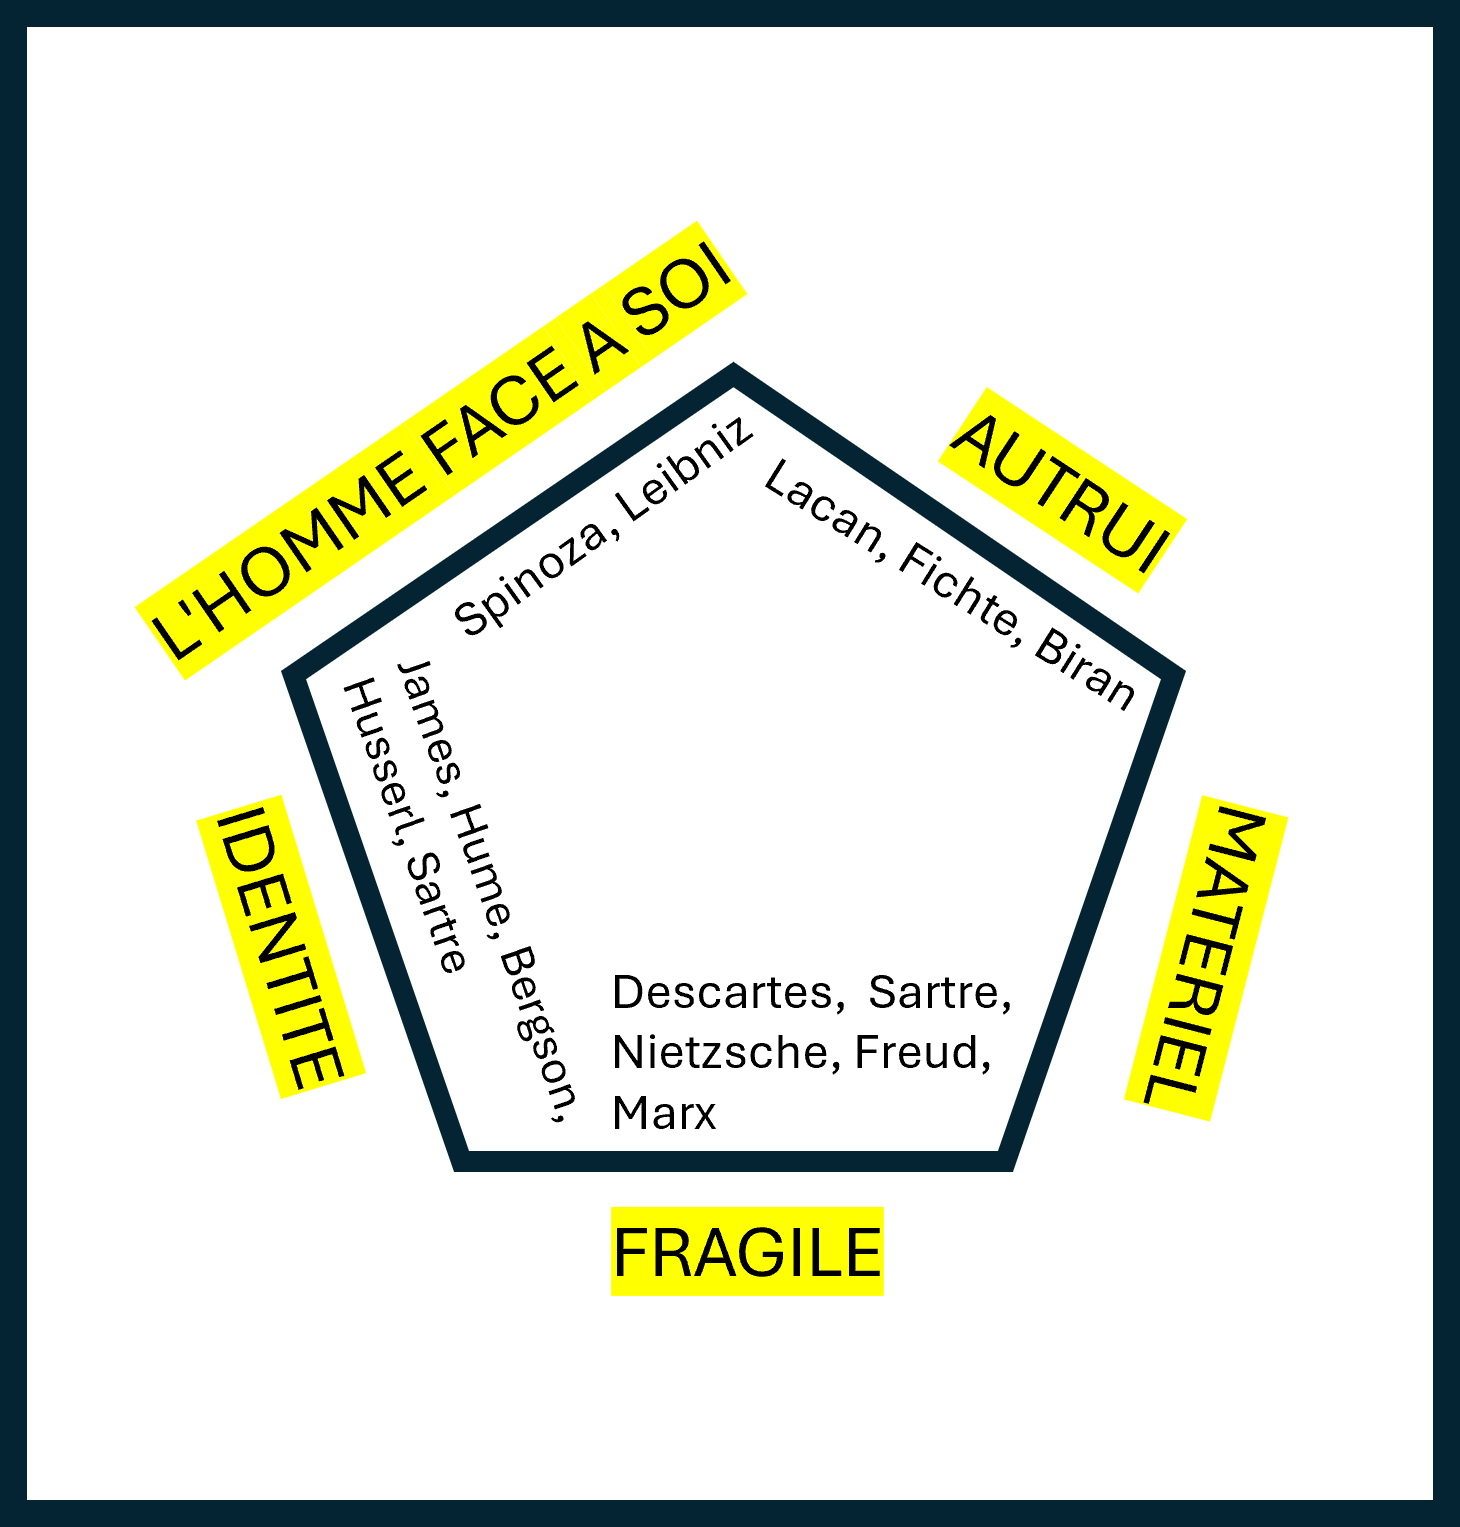 L'HOMME FACE A SOI
AUTRUI
Spinoza, Leibniz
Lacan, Fichte, Biran
James, Hume, Bergson,
Husserl, Sartre
IDENTITE
MATERIEL
Descartes,  Sartre,
Nietzsche, Freud,
Marx
FRAGILE